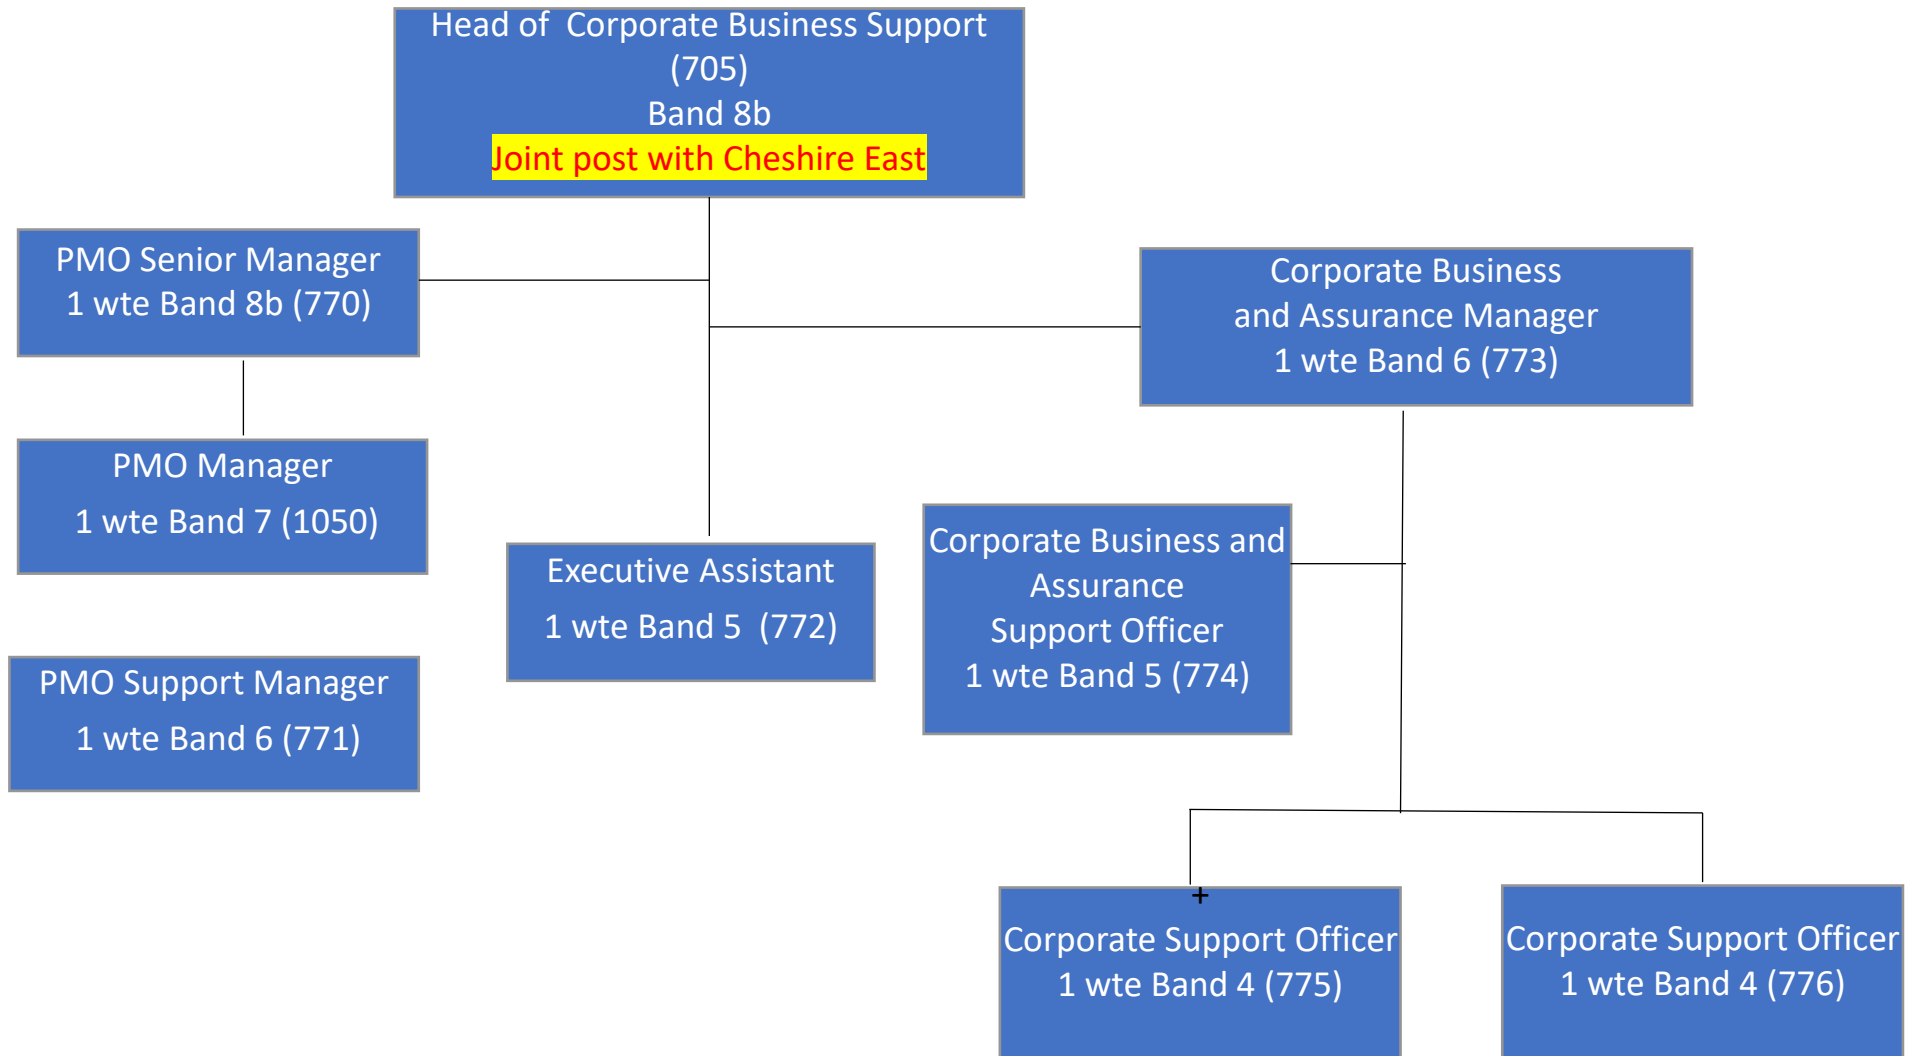 Head of  Corporate Business Support
(705)
Band 8b
Joint post with Cheshire East
PMO Senior Manager
1 wte Band 8b (770)
Corporate Business
and Assurance Manager
1 wte Band 6 (773)
PMO Manager
1 wte Band 7 (1050)
Executive Assistant
1 wte Band 5  (772)
Corporate Business and
Assurance
Support Officer
1 wte Band 5 (774)
PMO Support Manager
1 wte Band 6 (771)
+
Corporate Support Officer
1 wte Band 4 (775)
Corporate Support Officer
1 wte Band 4 (776)